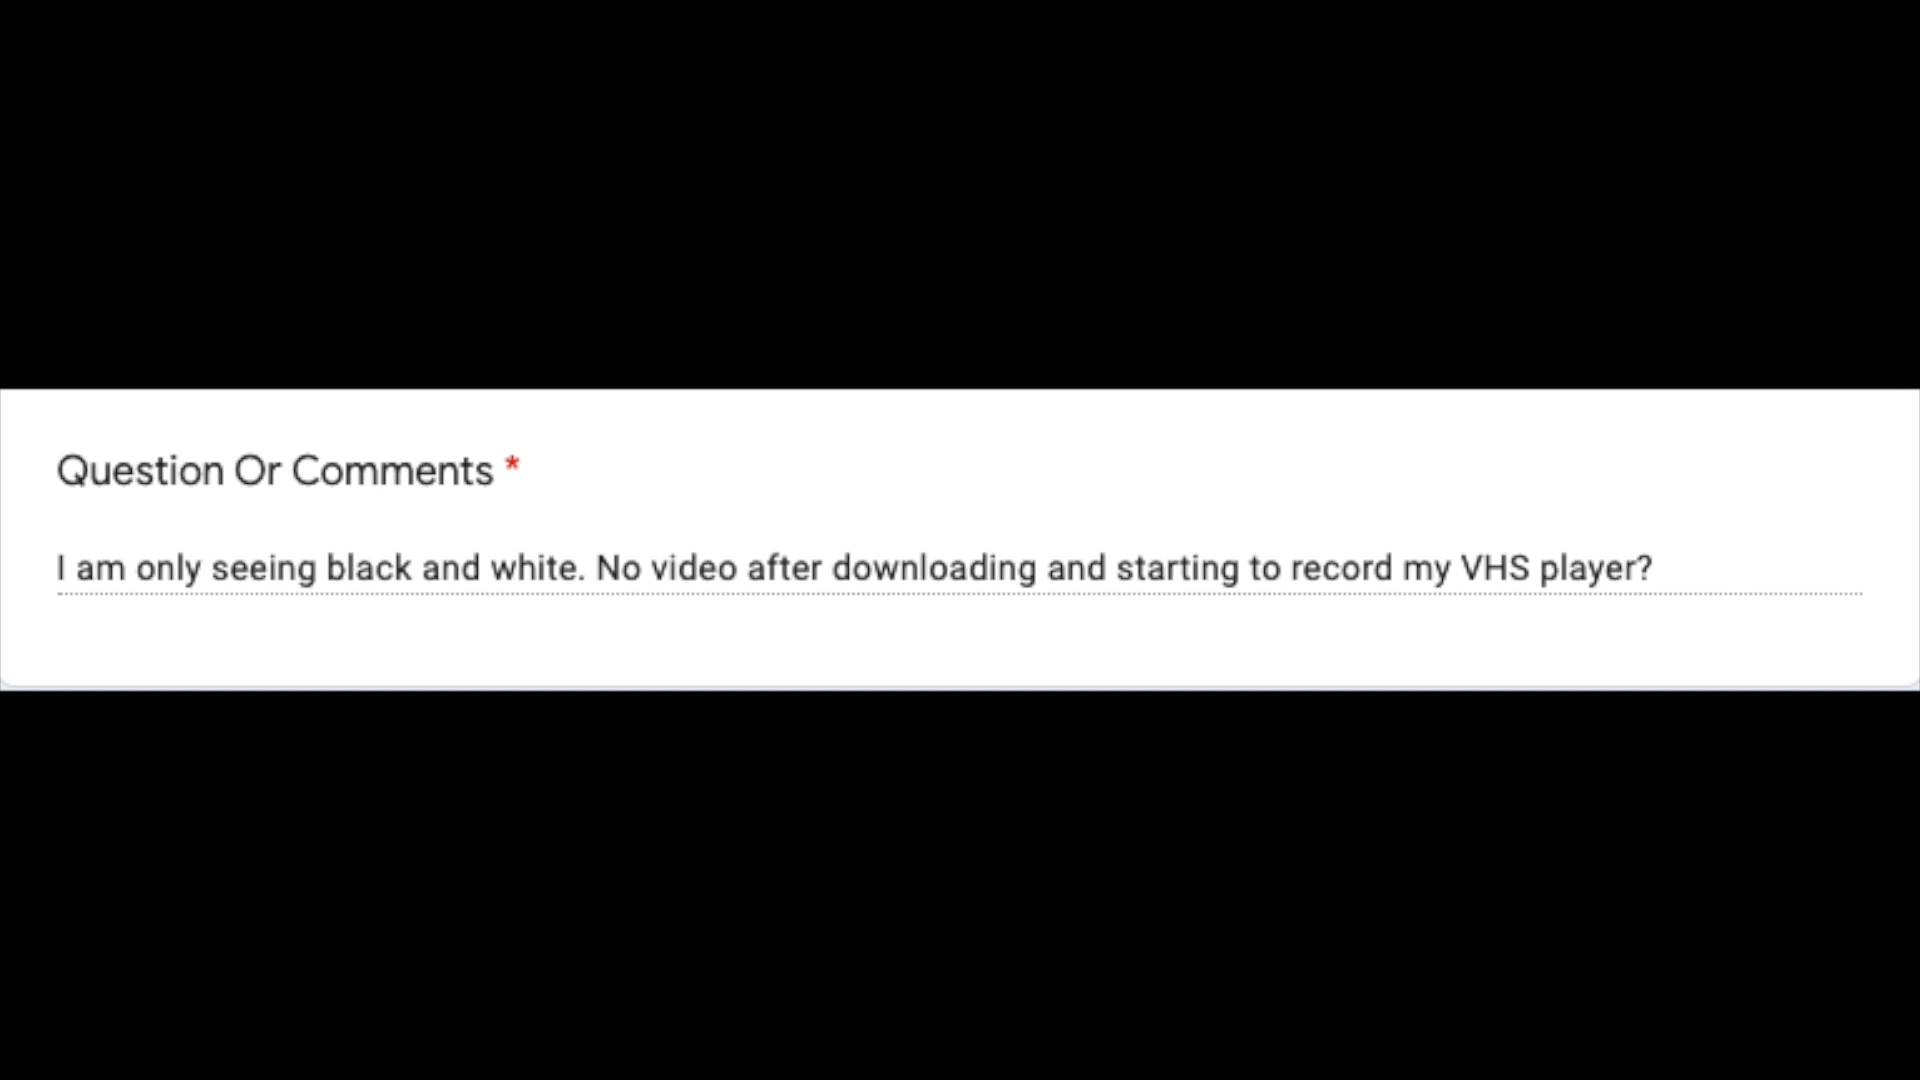 Question Or Comments *
I am only seeing black and white. No video after downloading and starting to record my VHS player?